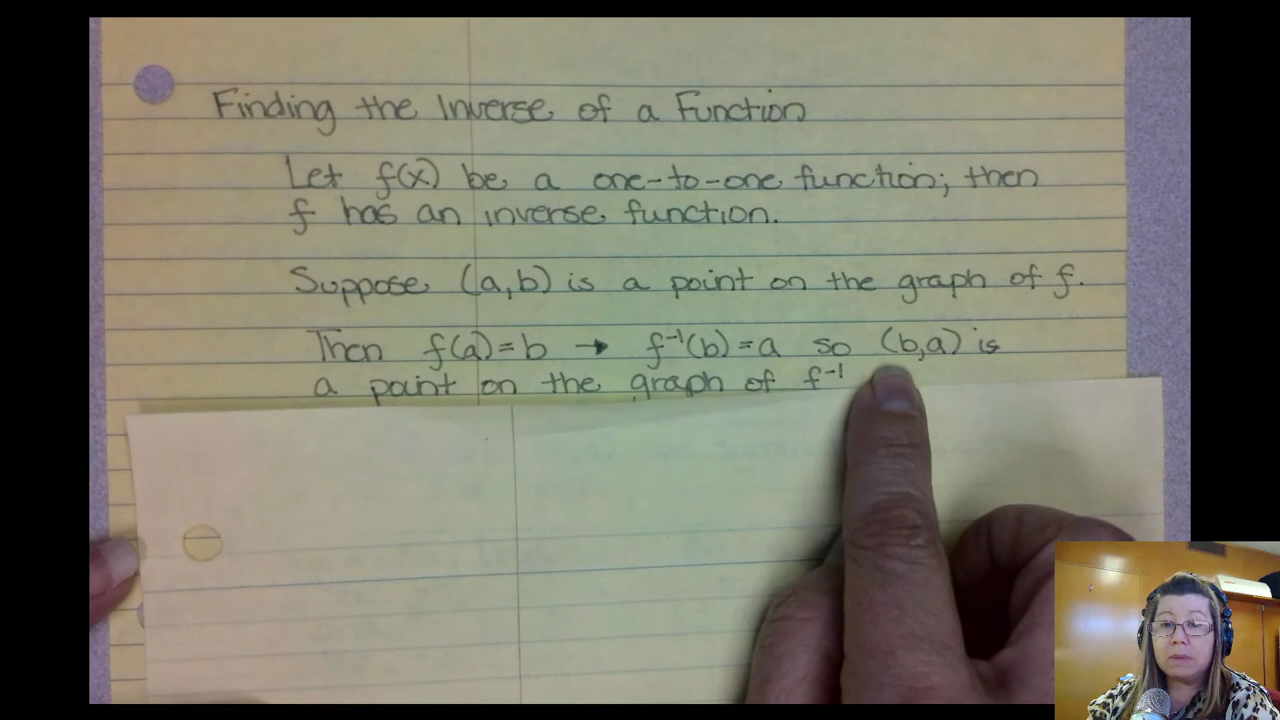 Finding the Inverse of a Function
Let f(x) be a one-to-one function; then
f has an inverse function.
Suppose (a,b) is a point on the graph of f.
Then f(a)=b → f⁻¹(b)=a so (b,a) is
a point on the graph of f⁻¹